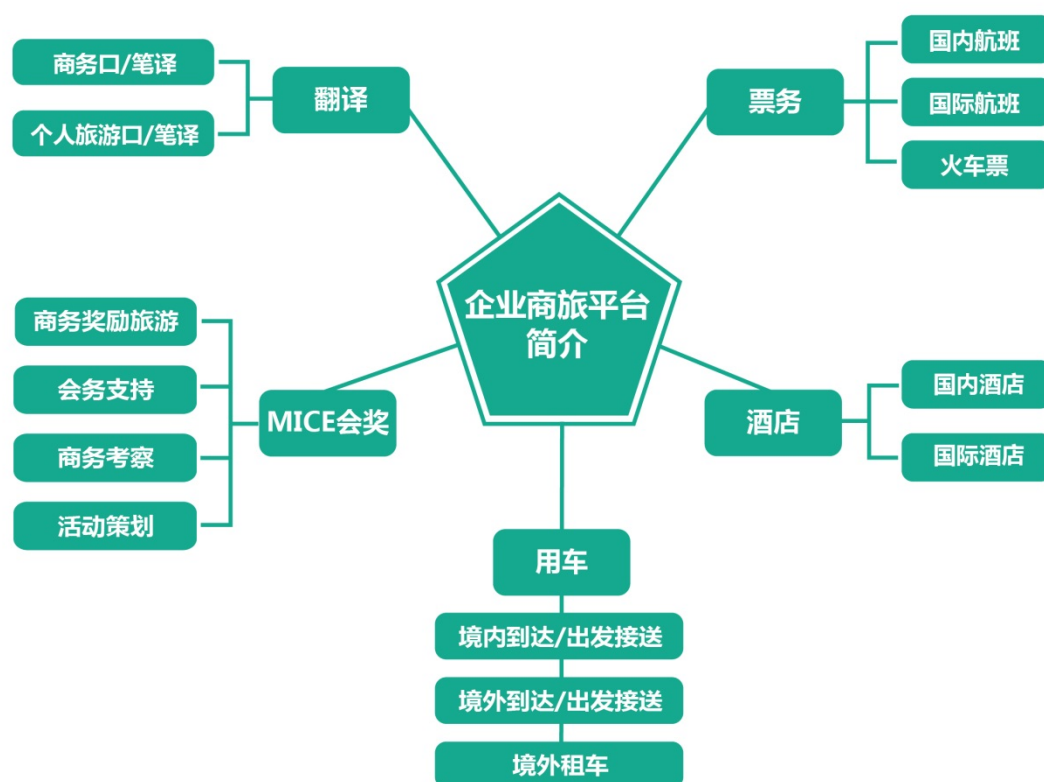 商务口/笔译
个人旅游口/笔译
翻译
票务
国内航班
国际航班
火车票
企业商旅平台
简介
商务奖励旅游
会务支持
商务考察
活动策划
MICE会奖
酒店
国内酒店
国际酒店
用车
境内到达/出发接送
境外到达/出发接送
境外租车